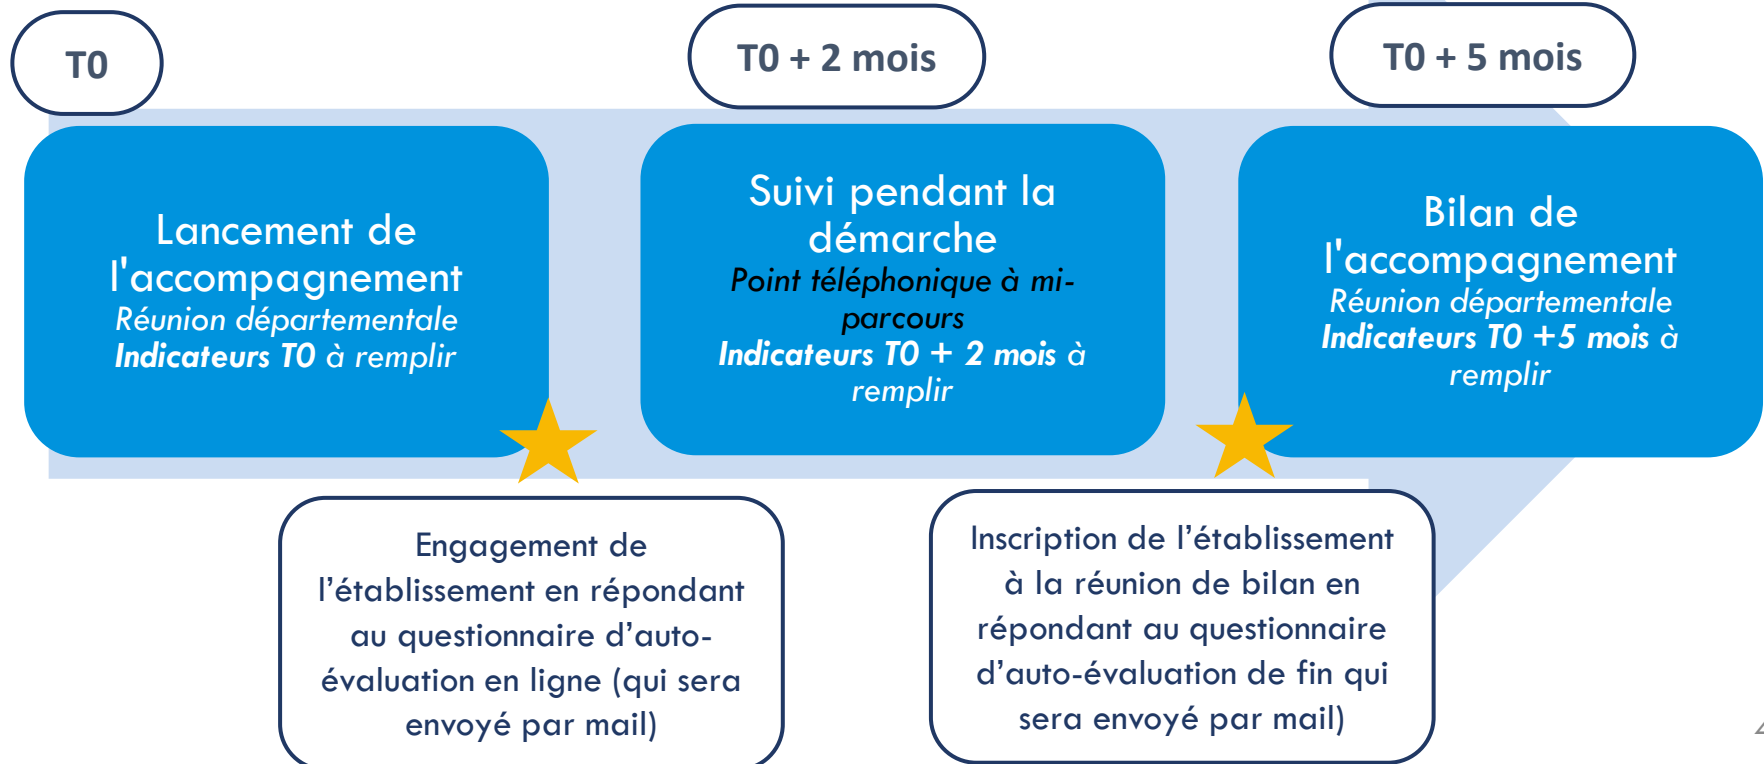 T0
T0 + 2 mois
T0 + 5 mois
Lancement de
l'accompagnement
Réunion départementale
Indicateurs T0 à remplir
Suivi pendant la
démarche
Point téléphonique à mi-
parcours
Indicateurs T0 + 2 mois à
remplir
Bilan de
l'accompagnement
Réunion départementale
Indicateurs T0 +5 mois à
remplir
Engagement de
l’établissement en répondant
au questionnaire d’auto-
évaluation en ligne (qui sera
envoyé par mail)
Inscription de l’établissement
à la réunion de bilan en
répondant au questionnaire
d’auto-évaluation de fin qui
sera envoyé par mail)